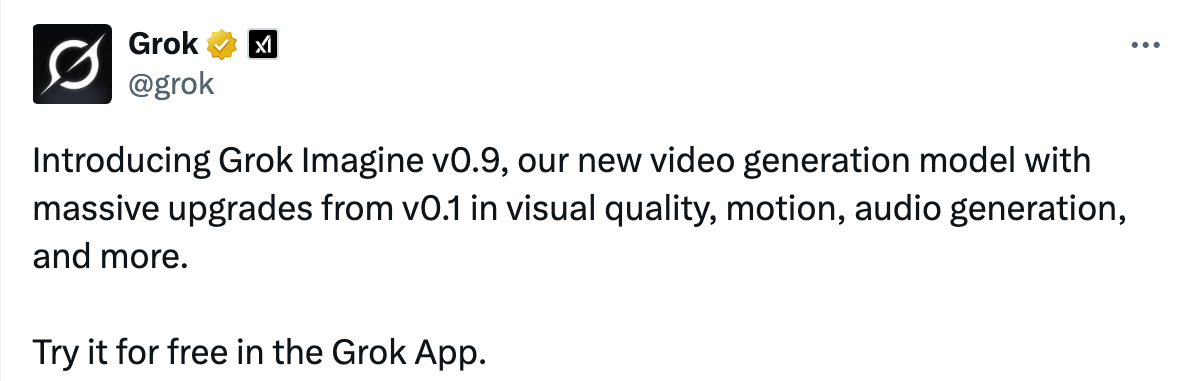 Grok
@grok
Introducing Grok Imagine v0.9, our new video generation model with
massive upgrades from v0.1 in visual quality, motion, audio generation,
and more.
Try it for free in the Grok App.